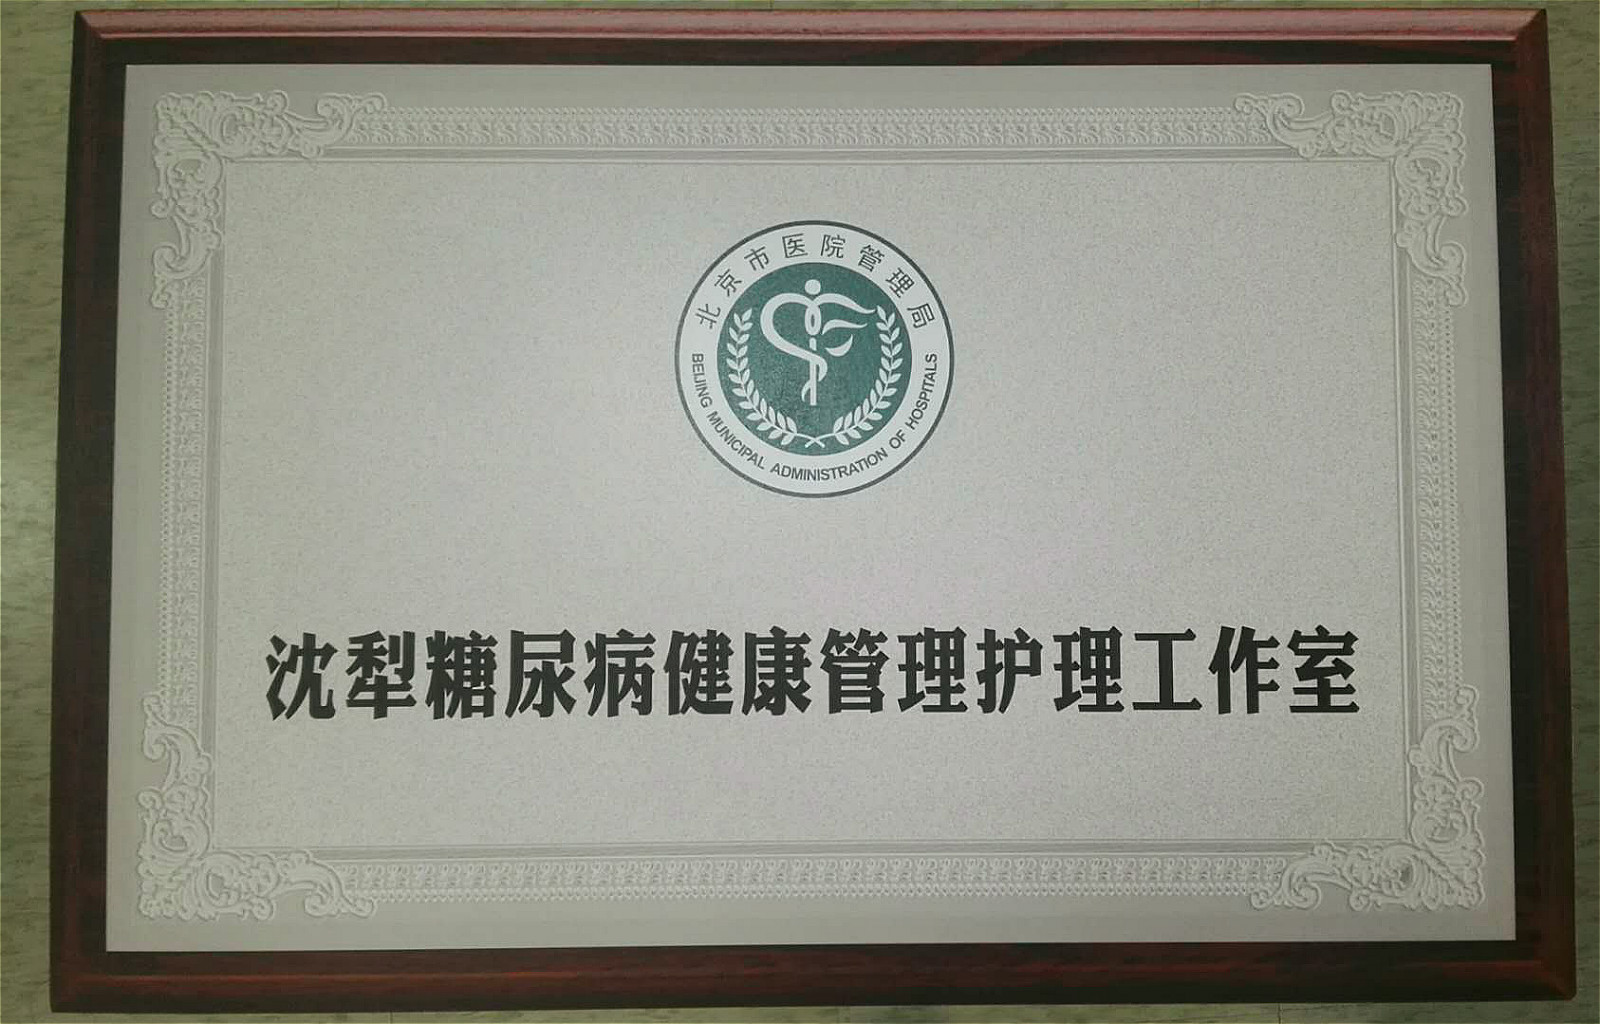 北京市医院管理局
BEIJING MUNICIPAL ADMINISTRATION OF HOSPITALS
沈犁糖尿病健康管理护理工作室